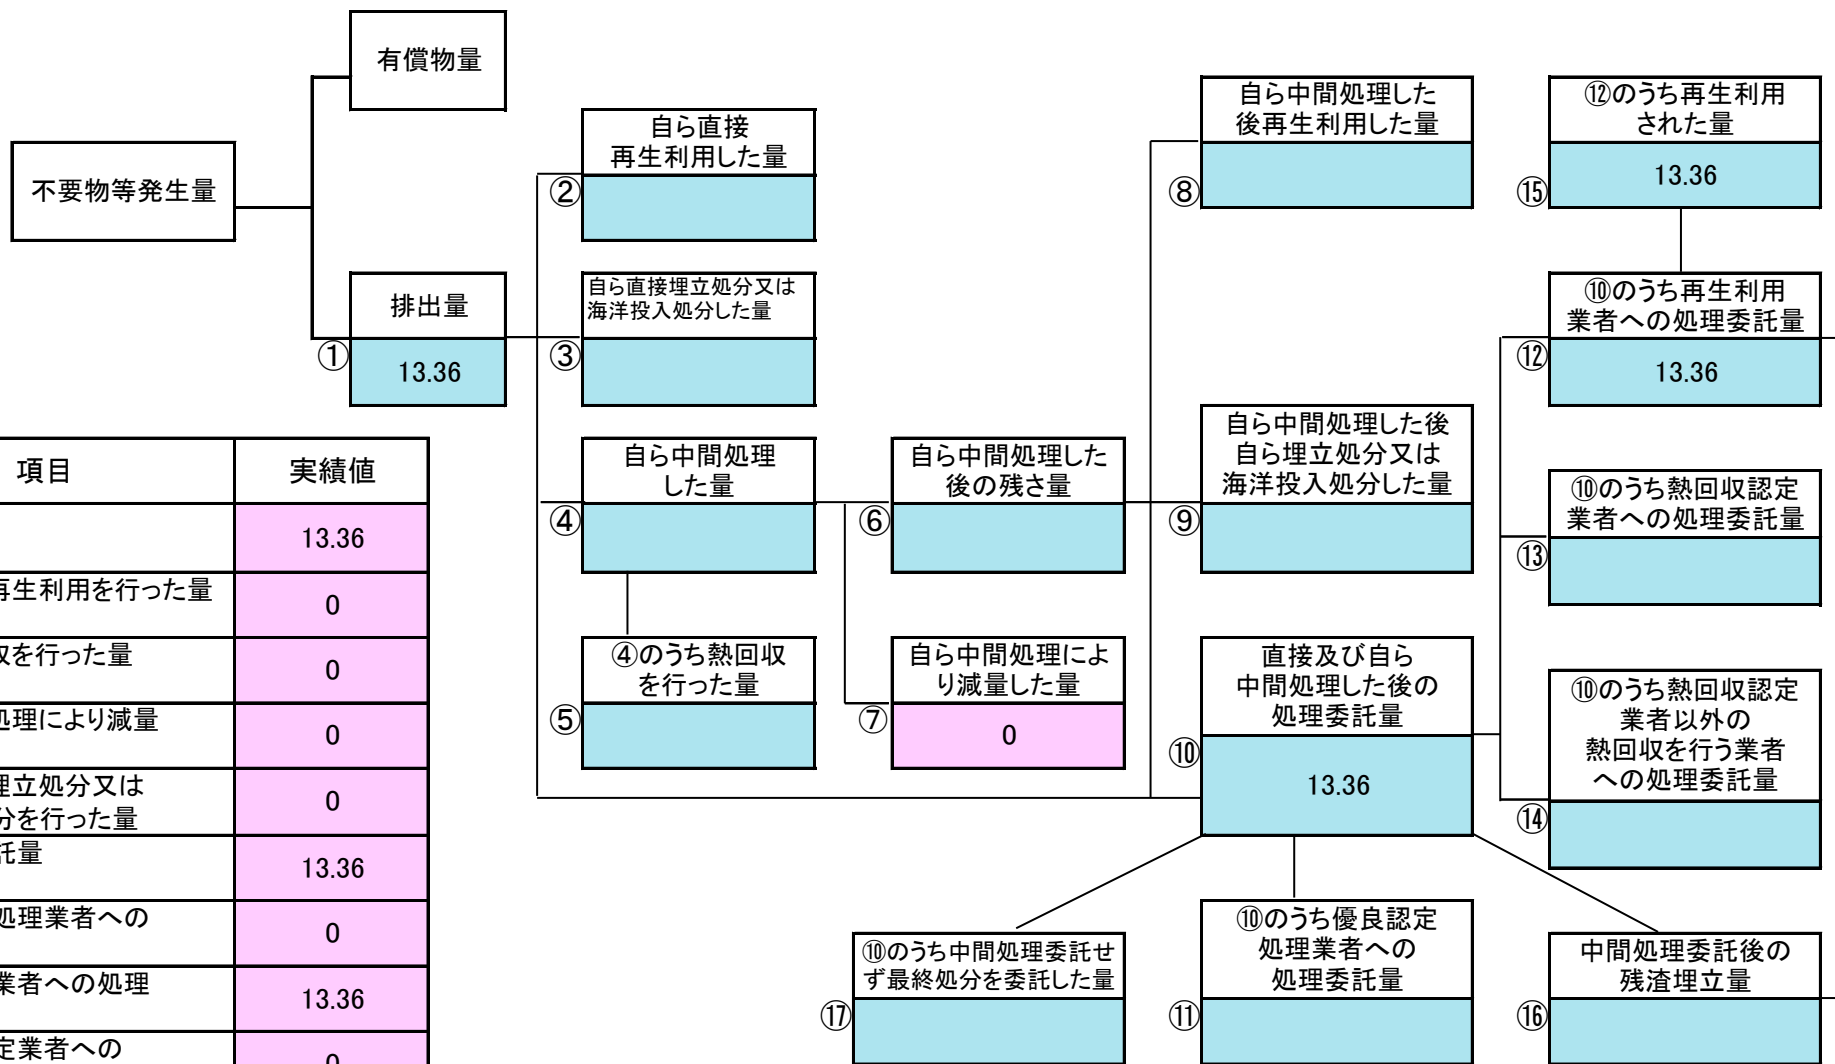 有償物量
不要物等発生量
排出量
①
13.36
自ら直接
再生利用した量
②
自ら直接埋立処分又は
海洋投入処分した量
③
自ら中間処理
した量
④
④のうち熱回収
を行った量
⑤
自ら中間処理した
後の残さ量
⑥
自ら中間処理によ
り減量した量
⑦
0
自ら中間処理した
後再生利用した量
⑧
自ら中間処理した後
自ら埋立処分又は
海洋投入処分した量
⑨
直接及び自ら
中間処理した後の
処理委託量
⑩
13.36
⑫のうち再生利用
された量
⑮
13.36
⑩のうち再生利用
業者への処理委託量
⑫
13.36
⑩のうち熱回収認定
業者への処理委託量
⑬
⑩のうち熱回収認定
業者以外の
熱回収を行う業者
への処理委託量
⑭
⑩のうち中間処理委託せ
ず最終処分を委託した量
⑰
⑩のうち優良認定
処理業者への
処理委託量
⑪
中間処理委託後の
残渣埋立量
⑯
項目 実績値
13.36
再生利用を行った量 0
を行った量 0
処理により減量 0
埋立処分又は
分を行った量 0
託量 13.36
処理業者への 0
業者への処理 13.36
定業者への 0